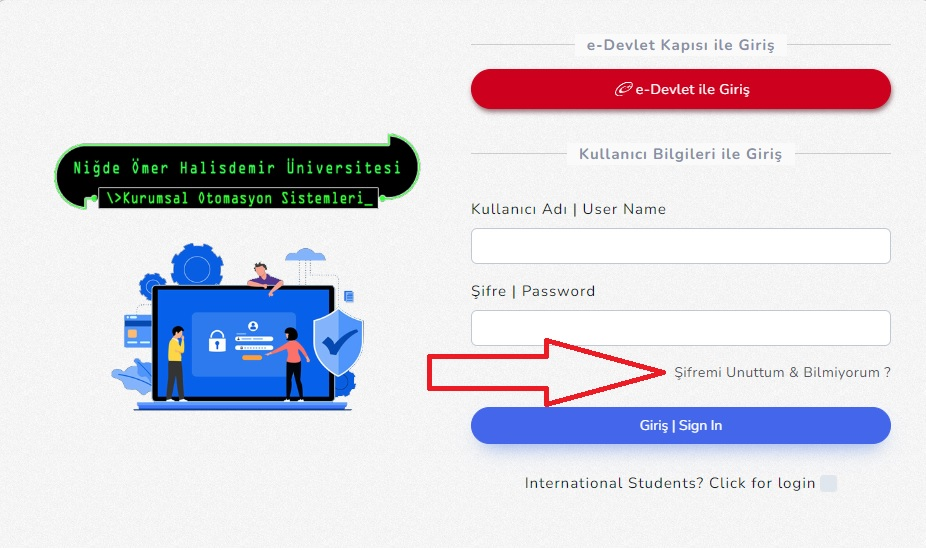 Niğde Ömer Halisdemir Üniversitesi
\>Kurumsal Otomasyon Sistemleri_
e-Devlet Kapısı ile Giriş
e-Devlet ile Giriş
Kullanıcı Bilgileri ile Giriş
Kullanıcı Adı | User Name
Şifre | Password
Şifremi Unuttum & Bilmiyorum ?
Giriş | Sign In
International Students? Click for login